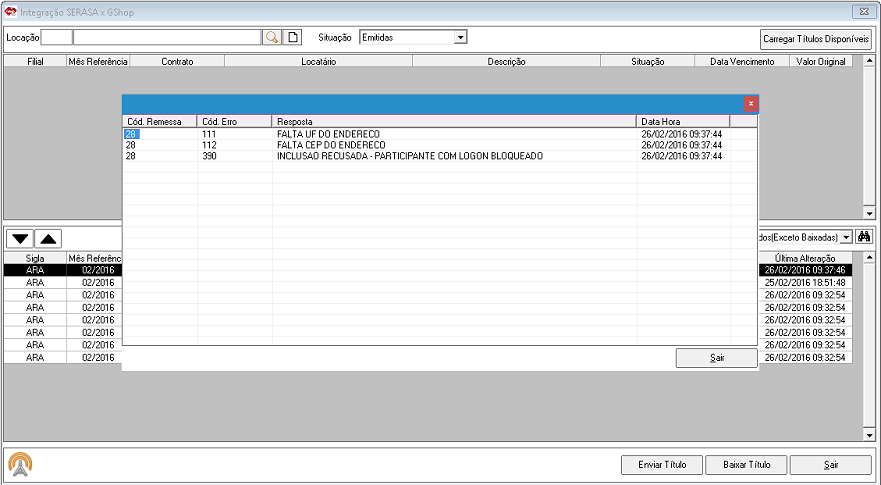 Integração SERASA x GShop
Locação Situação Emitidas Carregar Títulos Disponíveis
Filial Mês Referência Contrato Locatário Descrição Situação Data Vencimento Valor Original
x
Cód. Remessa Cód. Erro Resposta Data Hora
28 111 FALTA UF DO ENDERECO 26/02/2016 09:37:44
28 112 FALTA CEP DO ENDERECO 26/02/2016 09:37:44
28 390 INCLUSAO RECUSADA - PARTICIPANTE COM LOGON BLOQUEADO 26/02/2016 09:37:44
dos(Exceto Baixadas)
Sigla Mês Referênc Última Alteração
ARA 02/2016 26/02/2016 09:37:46
ARA 02/2016 25/02/2016 18:51:48
ARA 02/2016 26/02/2016 09:32:54
ARA 02/2016 26/02/2016 09:32:54
ARA 02/2016 26/02/2016 09:32:54
ARA 02/2016 26/02/2016 09:32:54
ARA 02/2016 26/02/2016 09:32:54
ARA 02/2016 26/02/2016 09:32:54
Sair
Enviar Título Baixar Título Sair